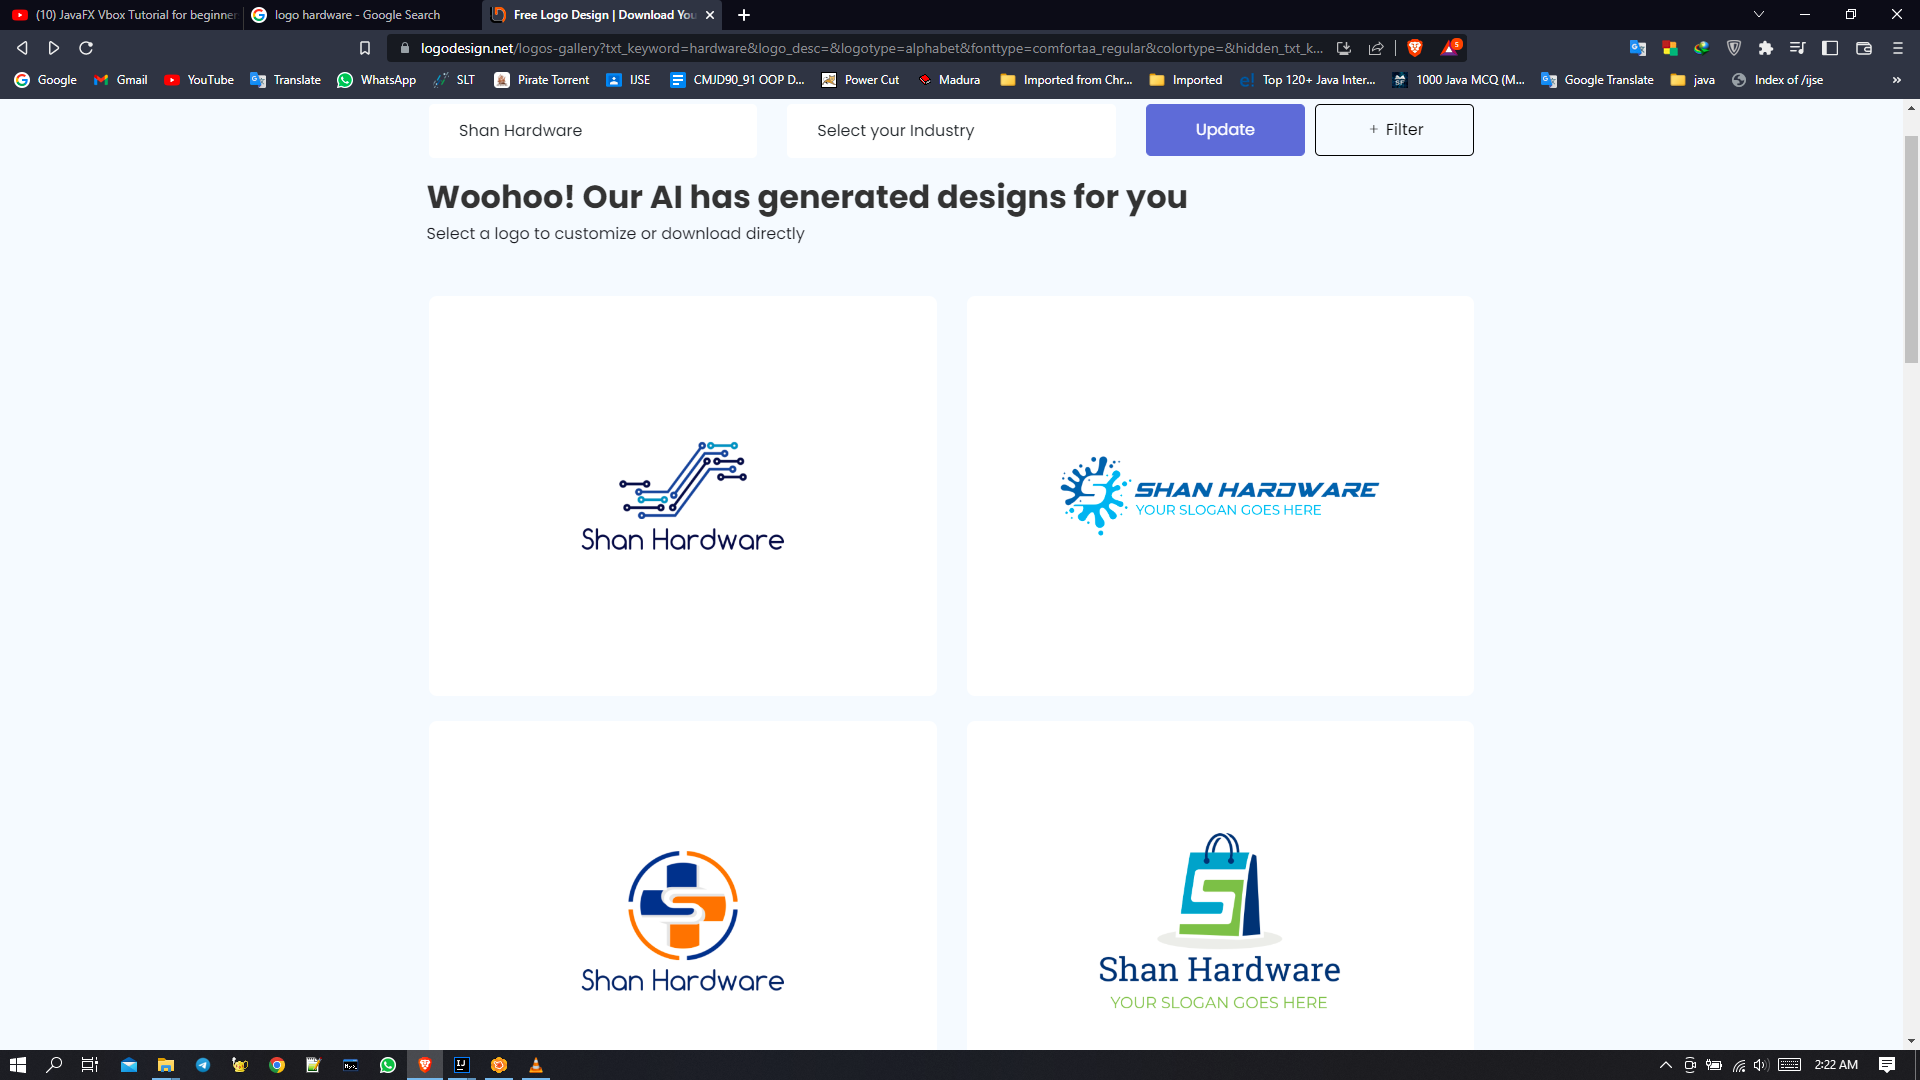 (10) JavaFX Vbox Tutorial for beginner
logo hardware - Google Search
Free Logo Design | Download You
logodesign.net/logos-gallery?txt_keyword=hardware&logo_desc=&logotype=alphabet&fonttype=comfortaa_regular&colortype=&hidden_txt_k...
5
Google
Gmail
YouTube
Translate
WhatsApp
SLT
Pirate Torrent
IJSE
CMJD90_91 OOP D...
Power Cut
Madura
Imported from Chr...
Imported
Top 120+ Java Inter...
1000 Java MCQ (M...
Google Translate
java
Index of /ijse
»
Shan Hardware
Select your Industry
Update
+ Filter
Woohoo! Our AI has generated designs for you
Select a logo to customize or download directly
Shan Hardware
S
SHAN HARDWARE
YOUR SLOGAN GOES HERE
S
Shan Hardware
S
Shan Hardware
YOUR SLOGAN GOES HERE
2:22 AM